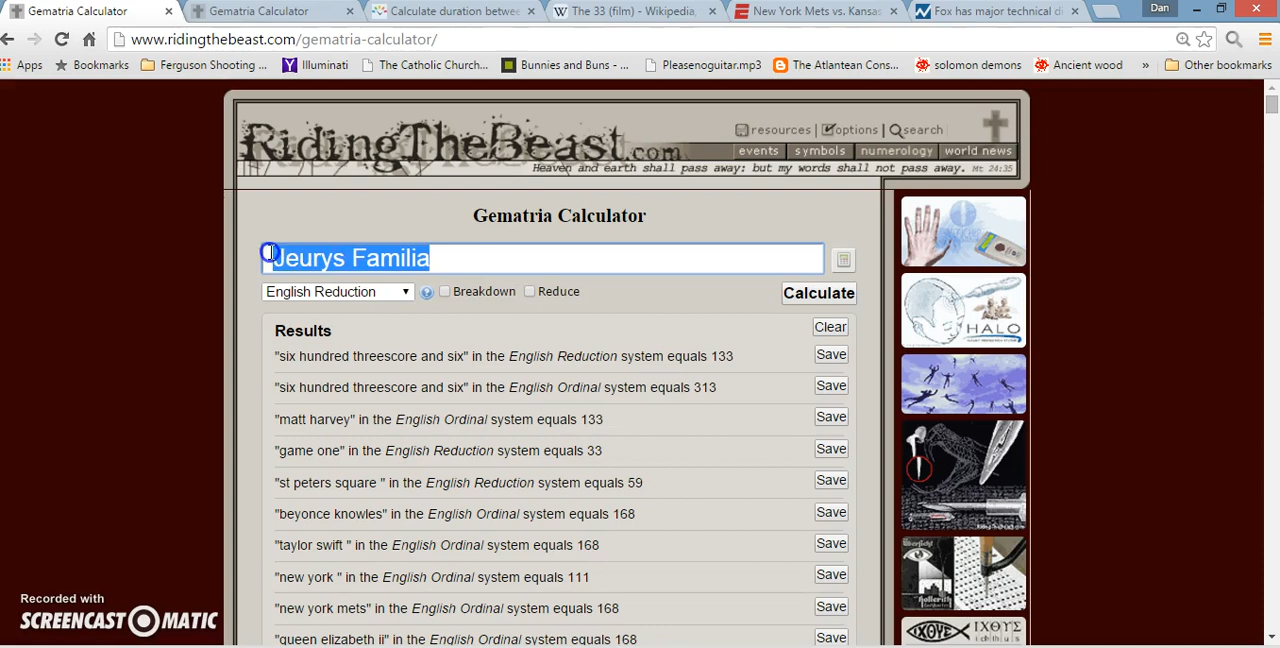 Gematria Calculator
Gematria Calculator
Calculate duration betwee
The 33 (film) - Wikipedia,
New York Mets vs. Kansas
Fox has major technical di
Dan
www.ridingthebeast.com/gematria-calculator/
Apps
Bookmarks
Ferguson Shooting ...
Illuminati
The Catholic Church...
Bunnies and Buns - ...
Pleasenoguitar.mp3
The Atlantean Cons...
solomon demons
Ancient wood
»
Other bookmarks
RidingTheBeast.com
resources | options | search
events | symbols | numerology | world news
Heaven and earth shall pass away: but my words shall not pass away. Mt 24:35
Gematria Calculator
Jeurys Familia
English Reduction
Breakdown
Reduce
Calculate
Results
Clear
"six hundred threescore and six" in the English Reduction system equals 133
Save
"six hundred threescore and six" in the English Ordinal system equals 313
Save
"matt harvey" in the English Ordinal system equals 133
Save
"game one" in the English Reduction system equals 33
Save
"st peters square " in the English Reduction system equals 59
Save
knowles" in the English Ordinal system equals 168
Save
"taylor swift " in the English Ordinal system equals 168
Save
"new york " in the English Ordinal system equals 111
Save
"new york mets" in the English Ordinal system equals 168
Save
"queen elizabeth ii" in the English Ordinal system equals 168
Save
HALO
ΙΧΘΥΣ
ichthus
Recorded with
SCREENCAST-O-MATIC